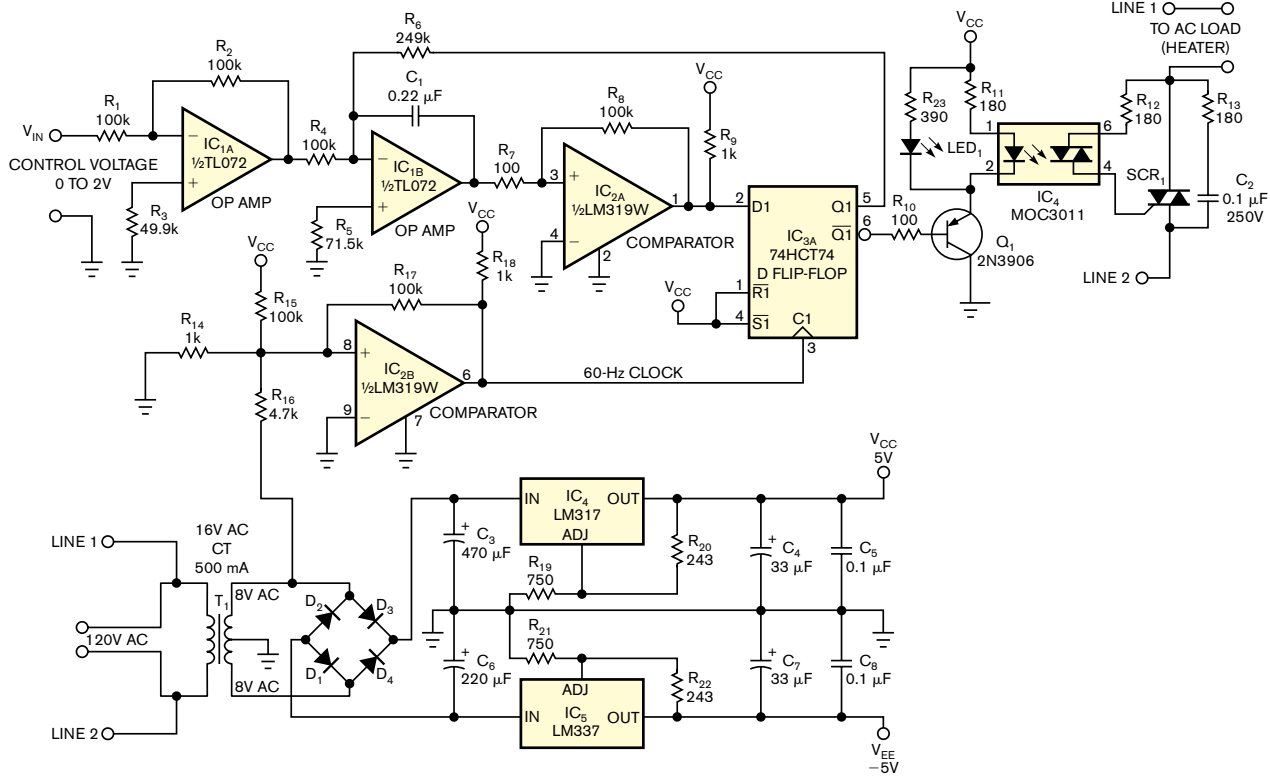 LINE 1
TO AC LOAD
(HEATER)
VCC
R6
249k
R2
100k
C1
0.22 µF
VCC
R23
390
R11
180
R12
180
R13
180
R1
100k
VIN
CONTROL VOLTAGE
0 TO 2V
−
+
IC1A
½TL072
OP AMP
R3
49.9k
R4
100k
−
+
IC1B
½TL072
OP AMP
R5
71.5k
R7
100
R8
100k
R9
1k
3
+
4
−
IC2A
½LM319W
1
2
COMPARATOR
LED1
1
2
6
4
IC4
MOC3011
SCR1
C2
0.1 µF
250V
LINE 2
2
D1
Q1
5
6
Q̅1̅
IC3A
74HCT74
D FLIP-FLOP
1
R̅1̅
4
S̅1̅
C1
3
VCC
R10
100
Q1
2N3906
VCC
R15
100k
R14
1k
R16
4.7k
R17
100k
VCC
R18
1k
8
+
9
−
IC2B
½LM319W
6
7
COMPARATOR
60-Hz CLOCK
VCC
5V
LINE 1
16V AC
CT
500 mA
T1
8V AC
8V AC
120V AC
LINE 2
D2
D3
D1
D4
+
C3
470 µF
IN
IC4
OUT
LM317
ADJ
R19
750
R20
243
+
C4
33 µF
C5
0.1 µF
R21
750
+
C6
220 µF
R22
243
ADJ
IN
IC5
OUT
LM337
+
C7
33 µF
C8
0.1 µF
VEE
−5V